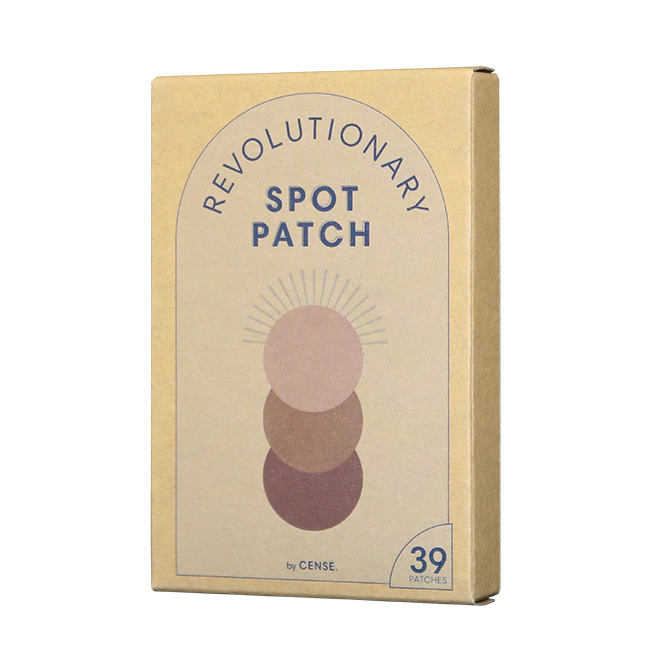 REVOLUTIONARY
SPOT
PATCH
by CENSE.
39
PATCHES